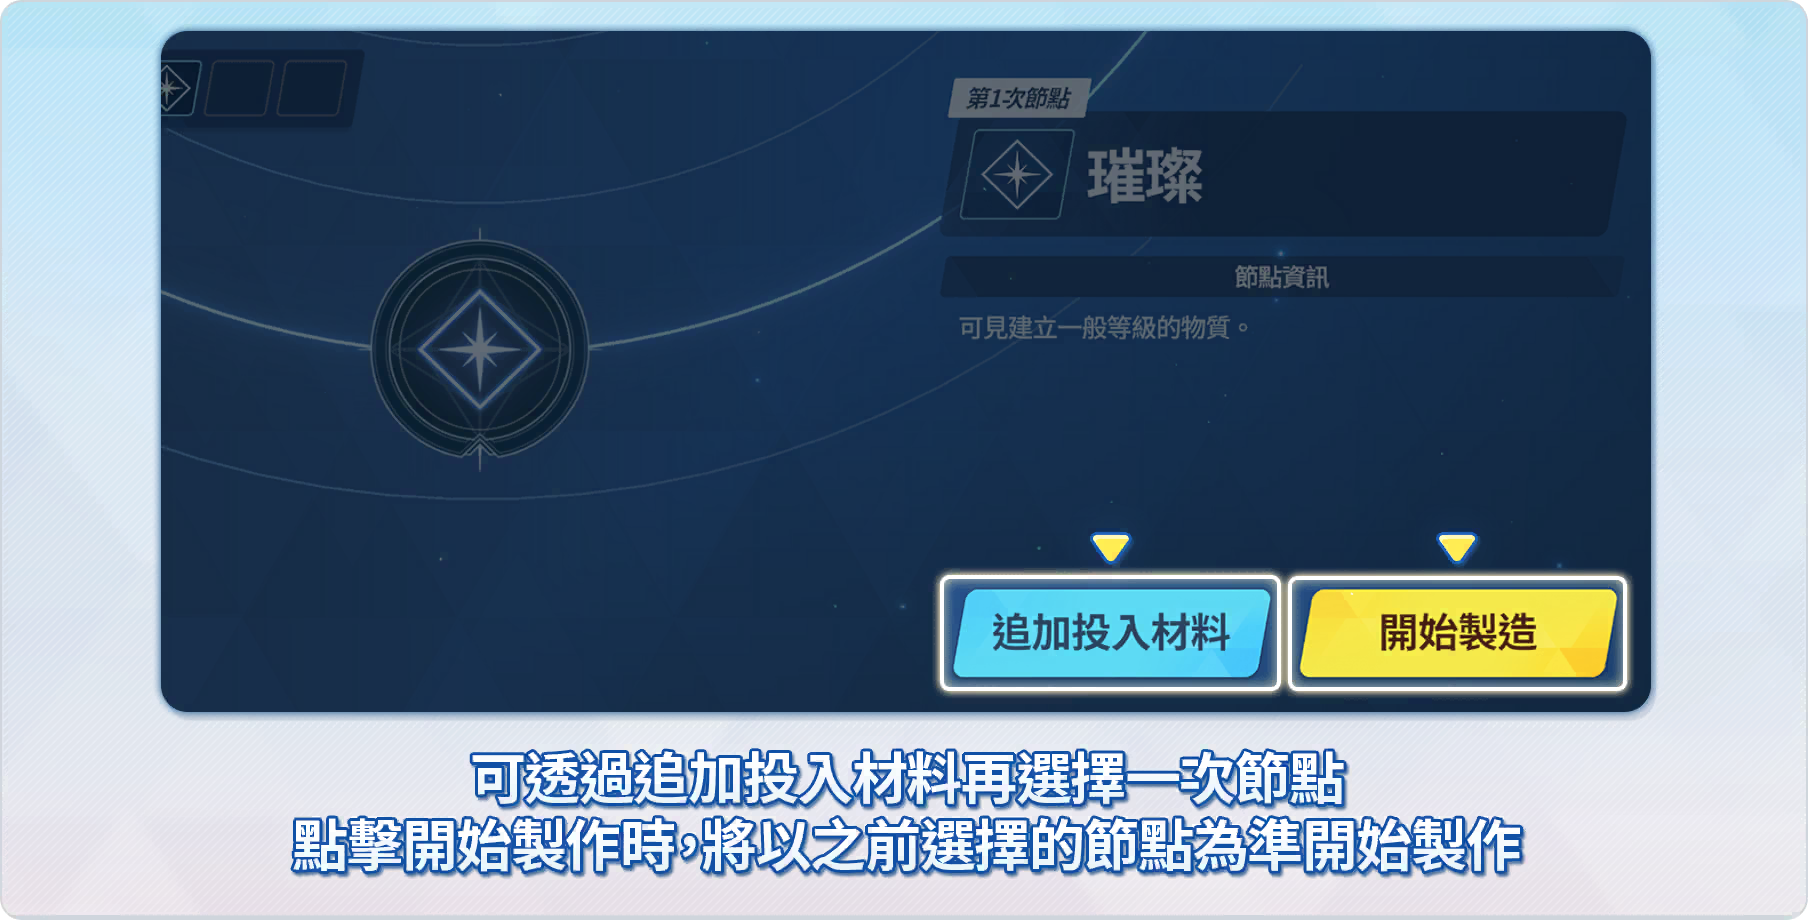 第1次節點
璀璨
節點資訊
可見建立一般等級的物質。
追加投入材料
開始製造
可透過追加投入材料再選擇一次節點
點擊開始製作時，將以之前選擇的節點為準開始製作